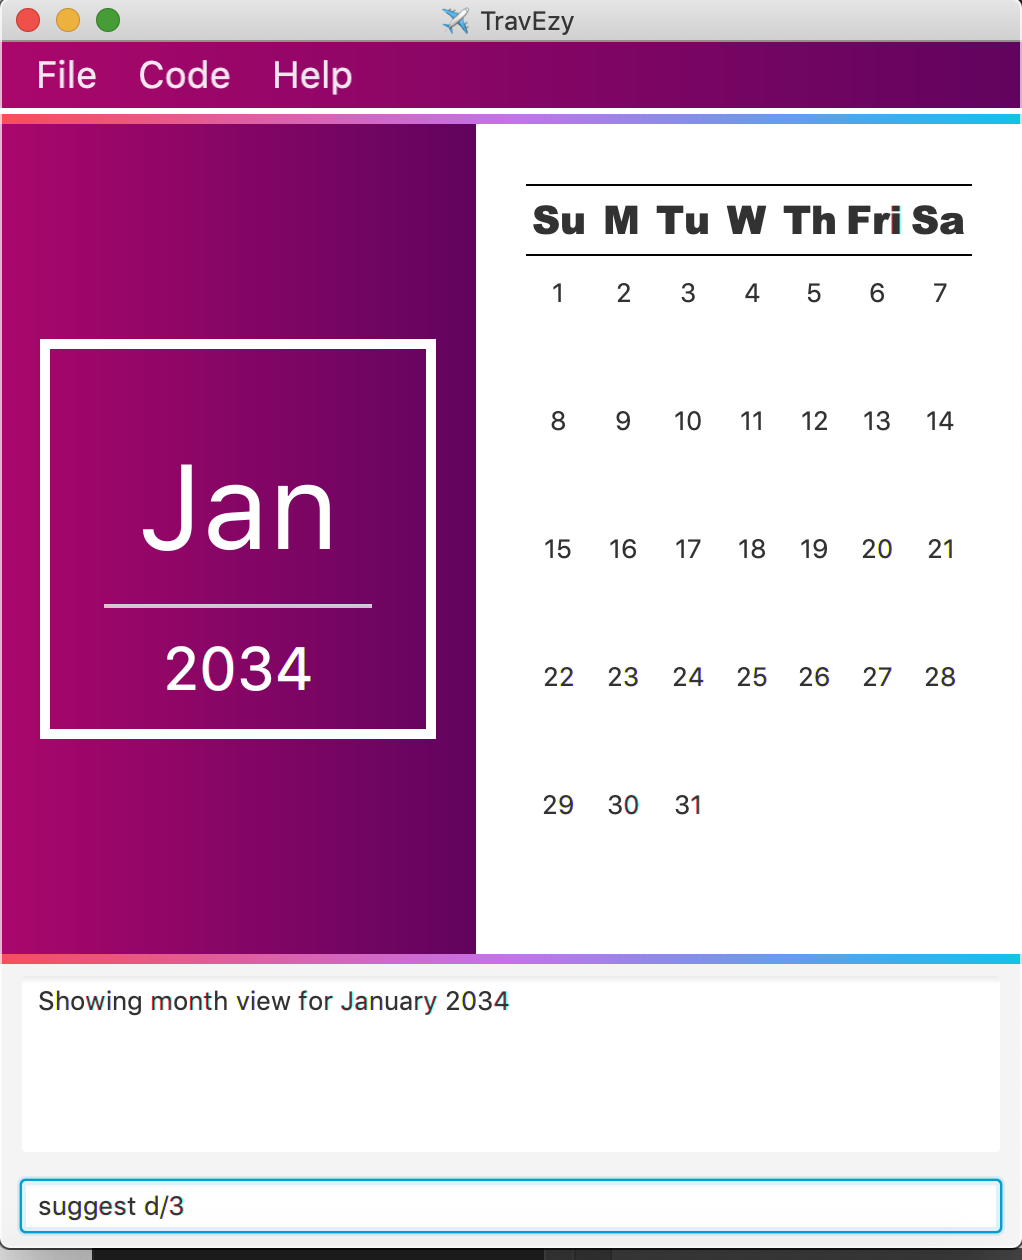 TravEzy
File Code Help
Jan
2034
Su M Tu W Th Fri Sa
1 2 3 4 5 6 7
8 9 10 11 12 13 14
15 16 17 18 19 20 21
22 23 24 25 26 27 28
29 30 31
Showing month view for January 2034
suggest d/3